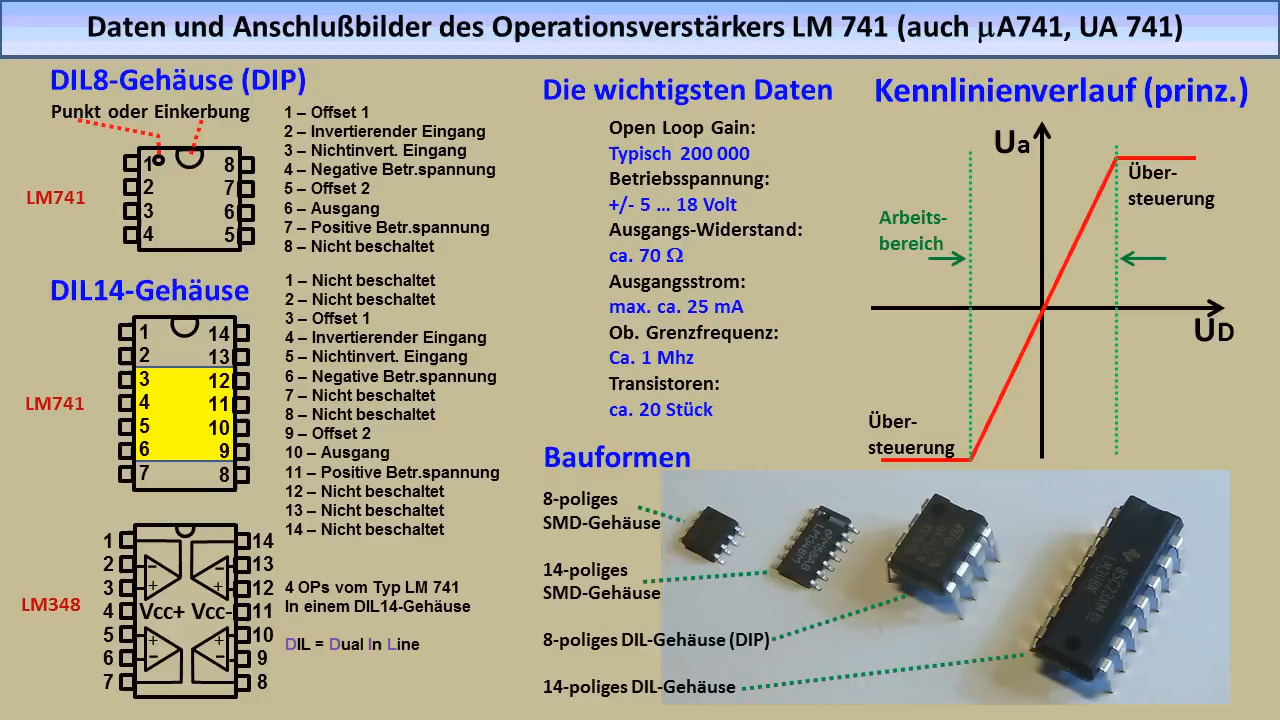 Daten und Anschlußbilder des Operationsverstärkers LM 741 (auch µA741, UA 741)
DIL8-Gehäuse (DIP)
Punkt oder Einkerbung
LM741
1
2
3
4
8
7
6
5
1 – Offset 1
2 – Invertierender Eingang
3 – Nichtinvert. Eingang
4 – Negative Betr.spannung
5 – Offset 2
6 – Ausgang
7 – Positive Betr.spannung
8 – Nicht beschaltet
DIL14-Gehäuse
LM741
1
2
3
4
5
6
7
14
13
12
11
10
9
8
1 – Nicht beschaltet
2 – Nicht beschaltet
3 – Offset 1
4 – Invertierender Eingang
5 – Nichtinvert. Eingang
6 – Negative Betr.spannung
7 – Nicht beschaltet
8 – Nicht beschaltet
9 – Offset 2
10 – Ausgang
11 – Positive Betr.spannung
12 – Nicht beschaltet
13 – Nicht beschaltet
14 – Nicht beschaltet
LM348
1
2
3
4
5
6
7
14
13
12
11
10
9
8
− −
+ +
Vcc+ Vcc-
+ +
− −
4 OPs vom Typ LM 741
In einem DIL14-Gehäuse
DIL = Dual In Line
Die wichtigsten Daten
Open Loop Gain:
Typisch 200 000
Betriebsspannung:
+/- 5 ... 18 Volt
Ausgangs-Widerstand:
ca. 70 Ω
Ausgangsstrom:
max. ca. 25 mA
Ob. Grenzfrequenz:
Ca. 1 Mhz
Transistoren:
ca. 20 Stück
Kennlinienverlauf (prinz.)
Ua
Über-
steuerung
Arbeits-
bereich
UD
Über-
steuerung
Bauformen
8-poliges
SMD-Gehäuse
14-poliges
SMD-Gehäuse
8-poliges DIL-Gehäuse (DIP)
14-poliges DIL-Gehäuse